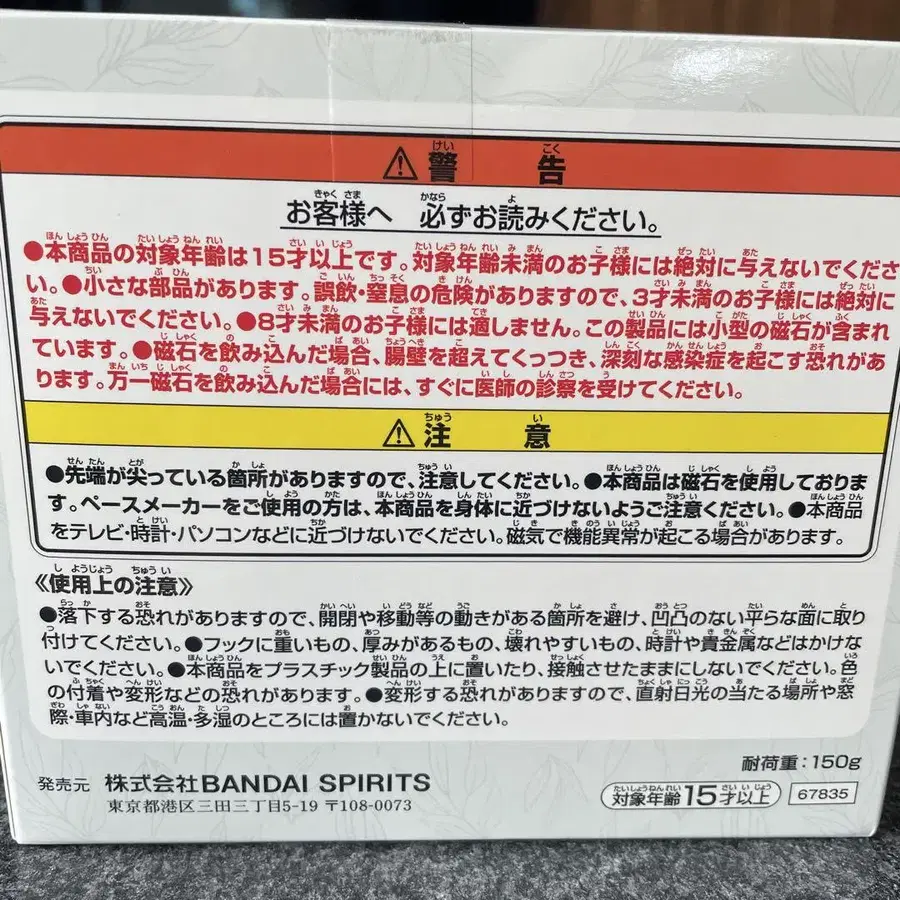 ⚠警告
お客様へ 必ずお読みください。
●本商品の対象年齢は15才以上です。対象年齢未満のお子様には絶対に与えないでくださ
い。●小さな部品があります。誤飲・窒息の危険がありますので、3才未満のお子様には絶対に
与えないでください。●8才未満のお子様には適しません。この製品には小型の磁石が含まれ
ています。●磁石を飲み込んだ場合、腸壁を超えてくっつき、深刻な感染症を起こす恐れがあ
ります。万一磁石を飲み込んだ場合には、すぐに医師の診察を受けてください。
⚠注意
●先端が尖っている箇所がありますので、注意してください。●本商品は磁石を使用しておりま
す。ペースメーカーをご使用の方は、本商品を身体に近づけないようご注意ください。●本商品
をテレビ・時計・パソコンなどに近づけないでください。磁気で機能異常が起こる場合があります。
《使用上の注意》
●落下する恐れがありますので、開閉や移動等の動きがある箇所を避け、凹凸のない平らな面に取り
付けてください。●フックに重いもの、厚みがあるもの、壊れやすいもの、時計や貴金属などはかけな
いでください。●本商品をプラスチック製品の上に置いたり、接触させたままにしないでください。色
の付着や変形などの恐れがあります。●変形する恐れがありますので、直射日光の当たる場所や窓
際・車内など高温・多湿のところには置かないでください。
耐荷重:150g
発売元 株式会社BANDAI SPIRITS
東京都港区三田三丁目5-19 〒108-0073
対象年齢15才以上 67835